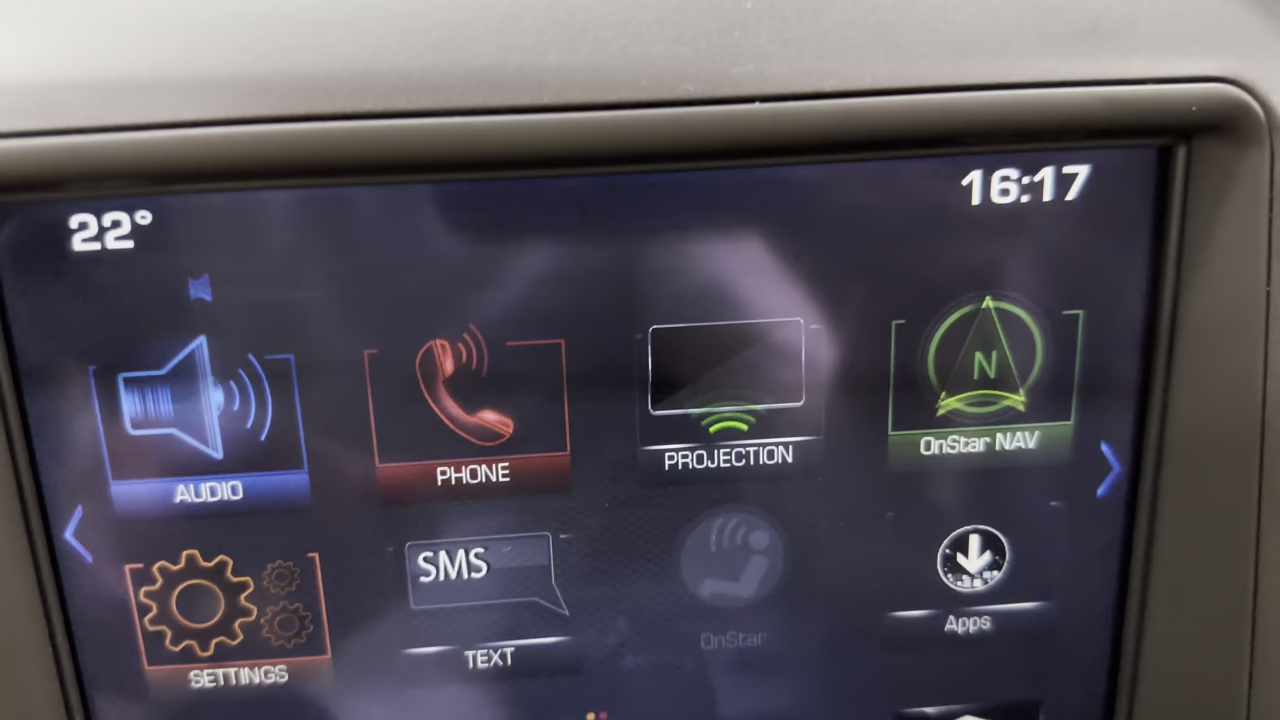 22°
16:17
AUDIO
PHONE
PROJECTION
N
OnStar NAV
SETTINGS
SMS
TEXT
OnStar
Apps